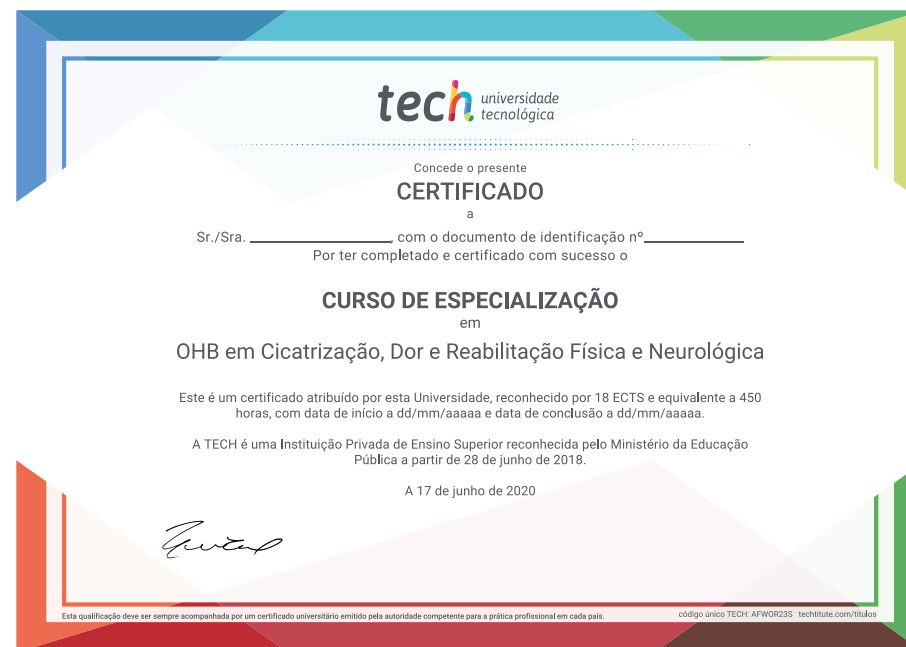 tech universidade
tecnológica
Concede o presente
CERTIFICADO
a
Sr./Sra. ____________________, com o documento de identificação nº______________
Por ter completado e certificado com sucesso o
CURSO DE ESPECIALIZAÇÃO
em
OHB em Cicatrização, Dor e Reabilitação Física e Neurológica
Este é um certificado atribuído por esta Universidade, reconhecido por 18 ECTS e equivalente a 450
horas, com data de início a dd/mm/aaaaa e data de conclusão a dd/mm/aaaaa.
A TECH é uma Instituição Privada de Ensino Superior reconhecida pelo Ministério da Educação
Pública a partir de 28 de junho de 2018.
A 17 de junho de 2020
Esta qualificação deve ser sempre acompanhada por um certificado universitário emitido pela autoridade competente para a prática profissional em cada país.
código único TECH: AFWOR23S techtitute.com/titulos